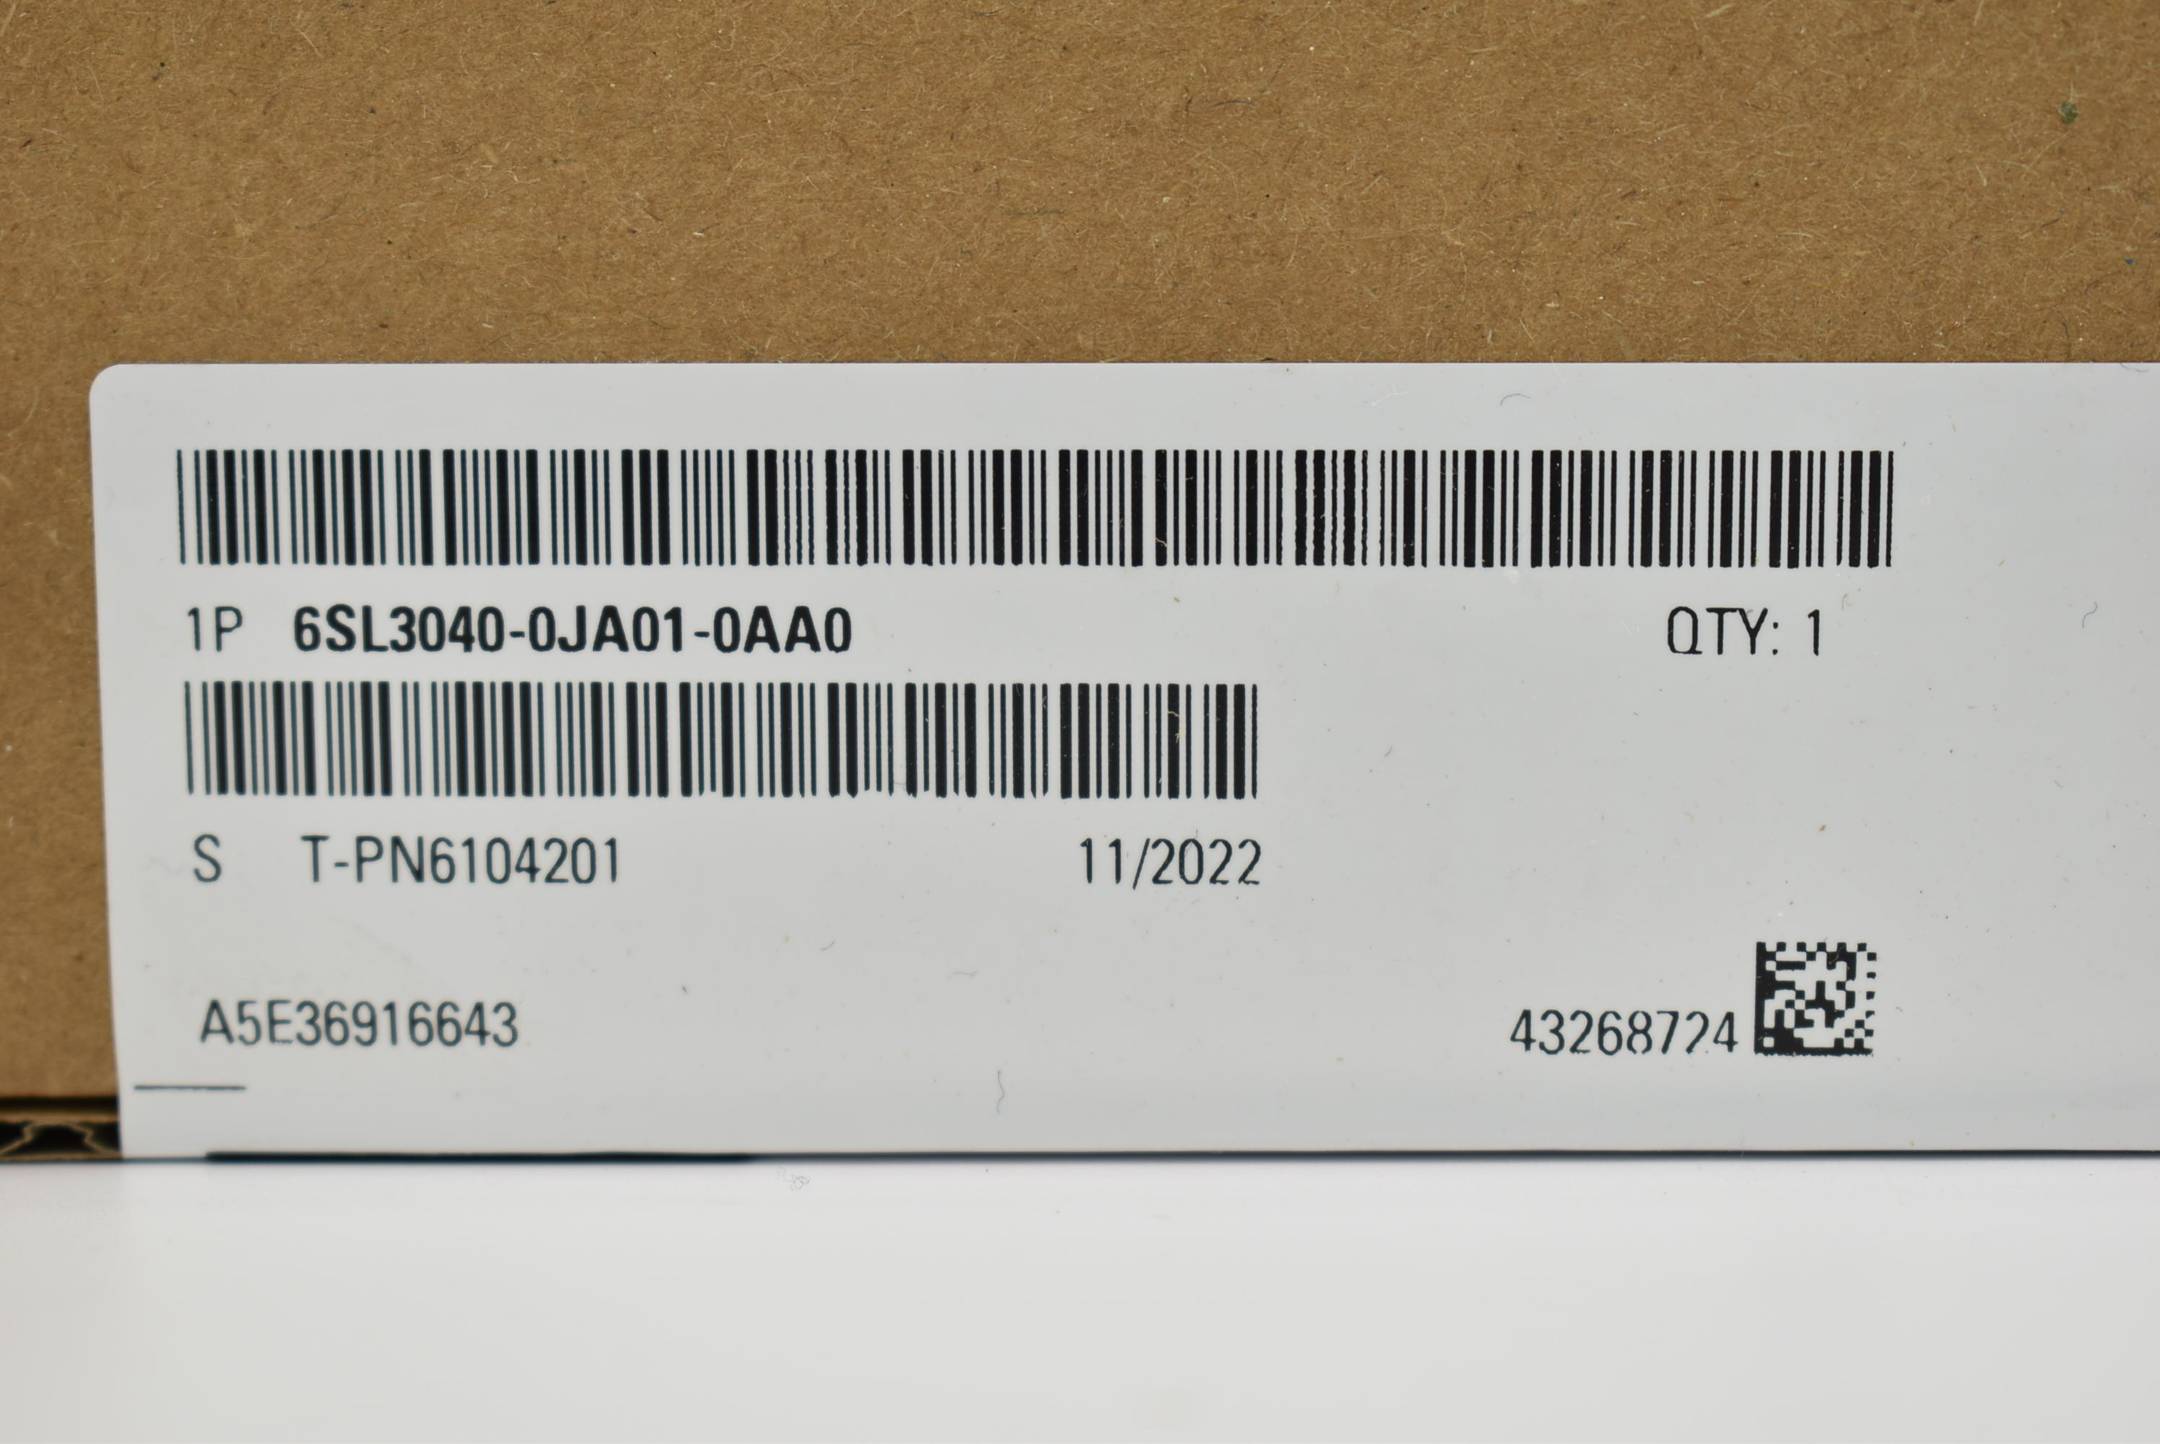 1P 6SL3040-0JA01-0AA0 QTY: 1
S T-PN6104201 11/2022
A5E36916643 43268724